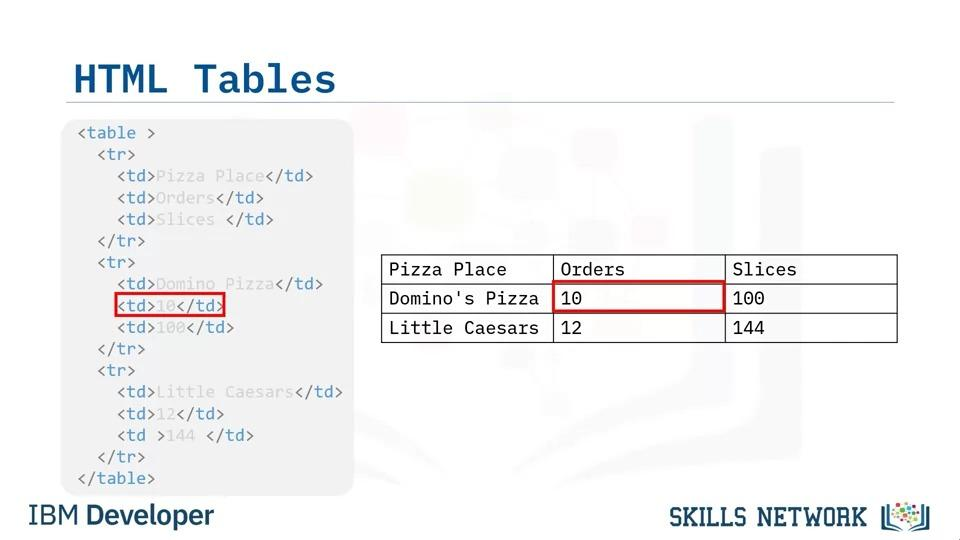 HTML Tables
<table >
<tr>
<td>Pizza Place</td>
<td>Orders</td>
<td>Slices </td>
</tr>
<tr>
<td>Domino Pizza</td>
<td>10</td>
<td>100</td>
</tr>
<tr>
<td>Little Caesars</td>
<td>12</td>
<td >144 </td>
</tr>
</table>
Pizza Place Orders Slices
Domino's Pizza 10 100
Little Caesars 12 144
IBM Developer
SKILLS NETWORK